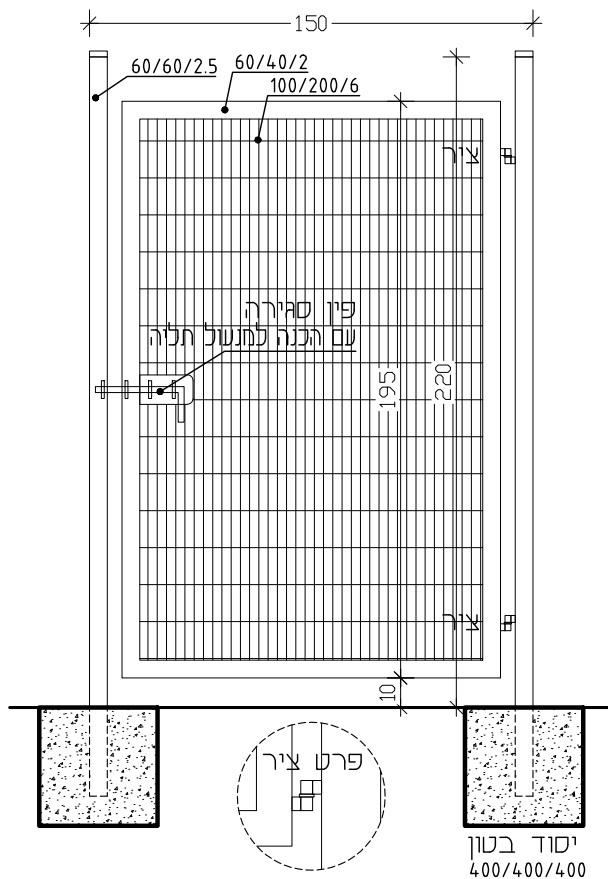 150
60/60/2.5
60/40/2
100/200/6
ציר
פין סגירה
עם הכנה למנעול תליה
195
220
ציר
10
פרט ציר
יסוד בטון
400/400/400